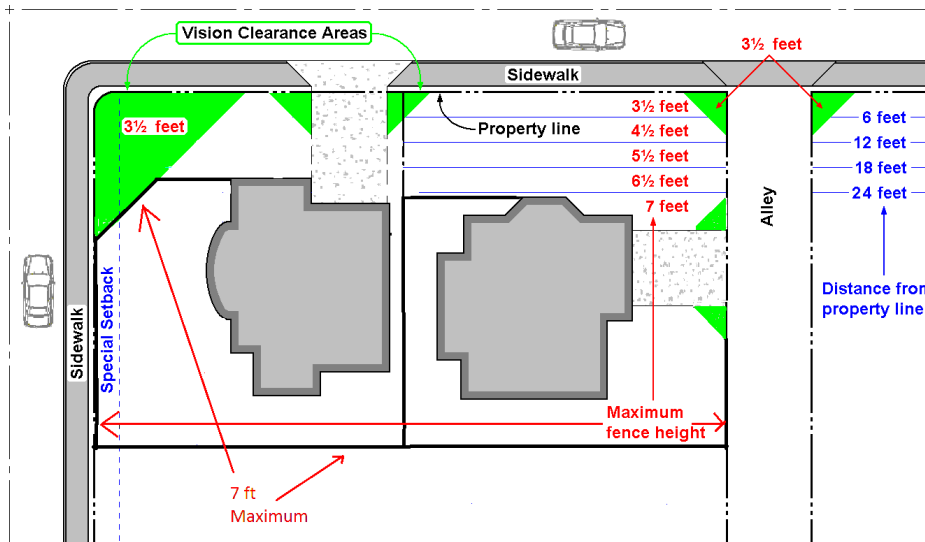 Vision Clearance Areas
3½ feet
Sidewalk
3½ feet
3½ feet
6 feet
Property line
4½ feet
12 feet
5½ feet
18 feet
6½ feet
24 feet
7 feet
Alley
Distance from
property line
Special Setback
Sidewalk
Maximum
fence height
7 ft
Maximum